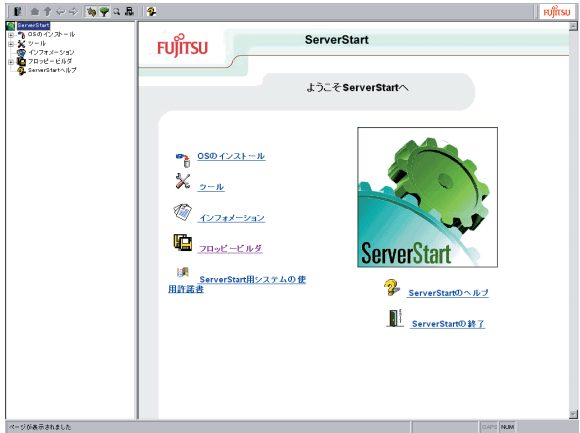 FUJITSU
ServerStart
OSのインストール
ツール
インフォメーション
フロッピービルダ
ServerStartヘルプ
FUJITSU
ServerStart
ようこそServerStartへ
OSのインストール
ツール
インフォメーション
フロッピービルダ
ServerStart用システムの使
用許諾書
ServerStart
ServerStartのヘルプ
ServerStartの終了
ページが表示されました
CAPS
NUM